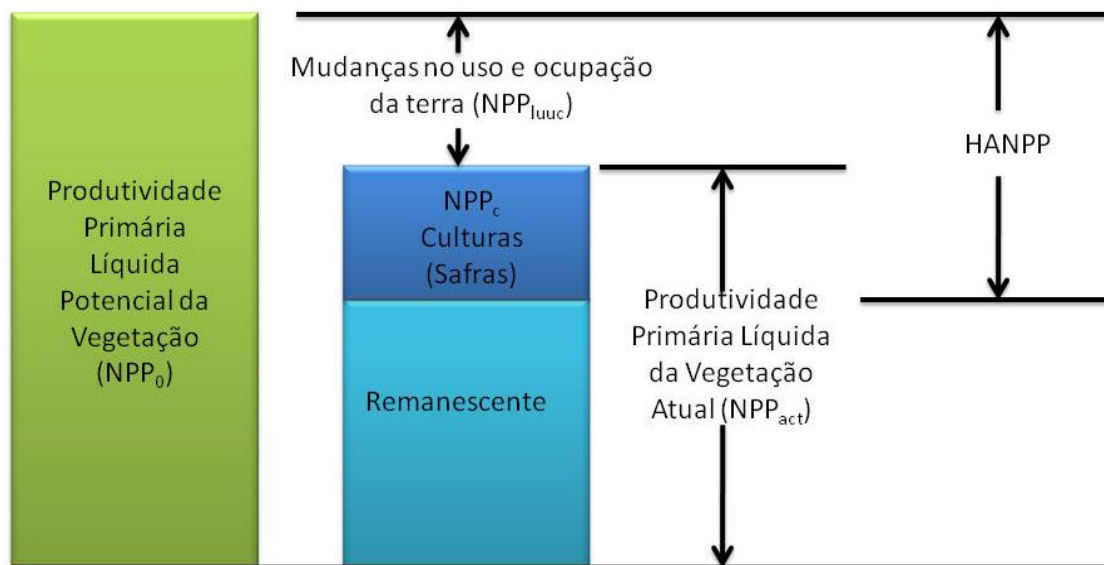 Produtividade
Primária
Líquida
Potencial da
Vegetação
(NPP₀)
Mudanças no uso e ocupação
da terra (NPPluuc)
NPPc
Culturas
(Safras)
Remanescente
Produtividade
Primária Líquida
da Vegetação
Atual (NPPact)
HANPP